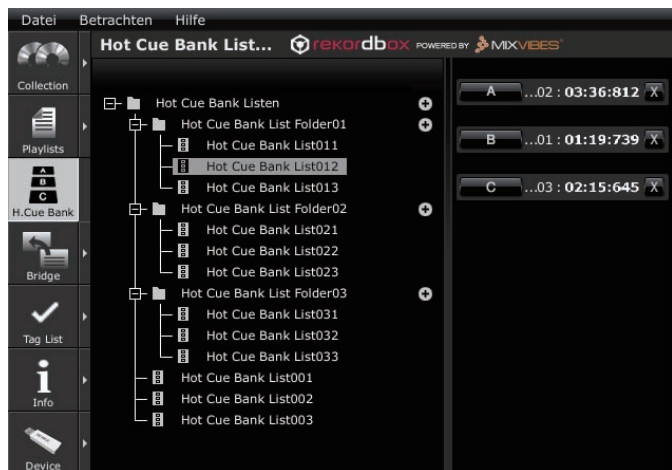 Datei Betrachten Hilfe
Hot Cue Bank List... rekordbox POWERED BY MIXVIBES
Collection
Playlists
A
B
C
H.Cue Bank
Bridge
Tag List
Info
Device
Hot Cue Bank Listen
Hot Cue Bank List Folder01
Hot Cue Bank List011
Hot Cue Bank List012
Hot Cue Bank List013
Hot Cue Bank List Folder02
Hot Cue Bank List021
Hot Cue Bank List022
Hot Cue Bank List023
Hot Cue Bank List Folder03
Hot Cue Bank List031
Hot Cue Bank List032
Hot Cue Bank List033
Hot Cue Bank List001
Hot Cue Bank List002
Hot Cue Bank List003
A ...02 : 03:36:812 X
B ...01 : 01:19:739 X
C ...03 : 02:15:645 X